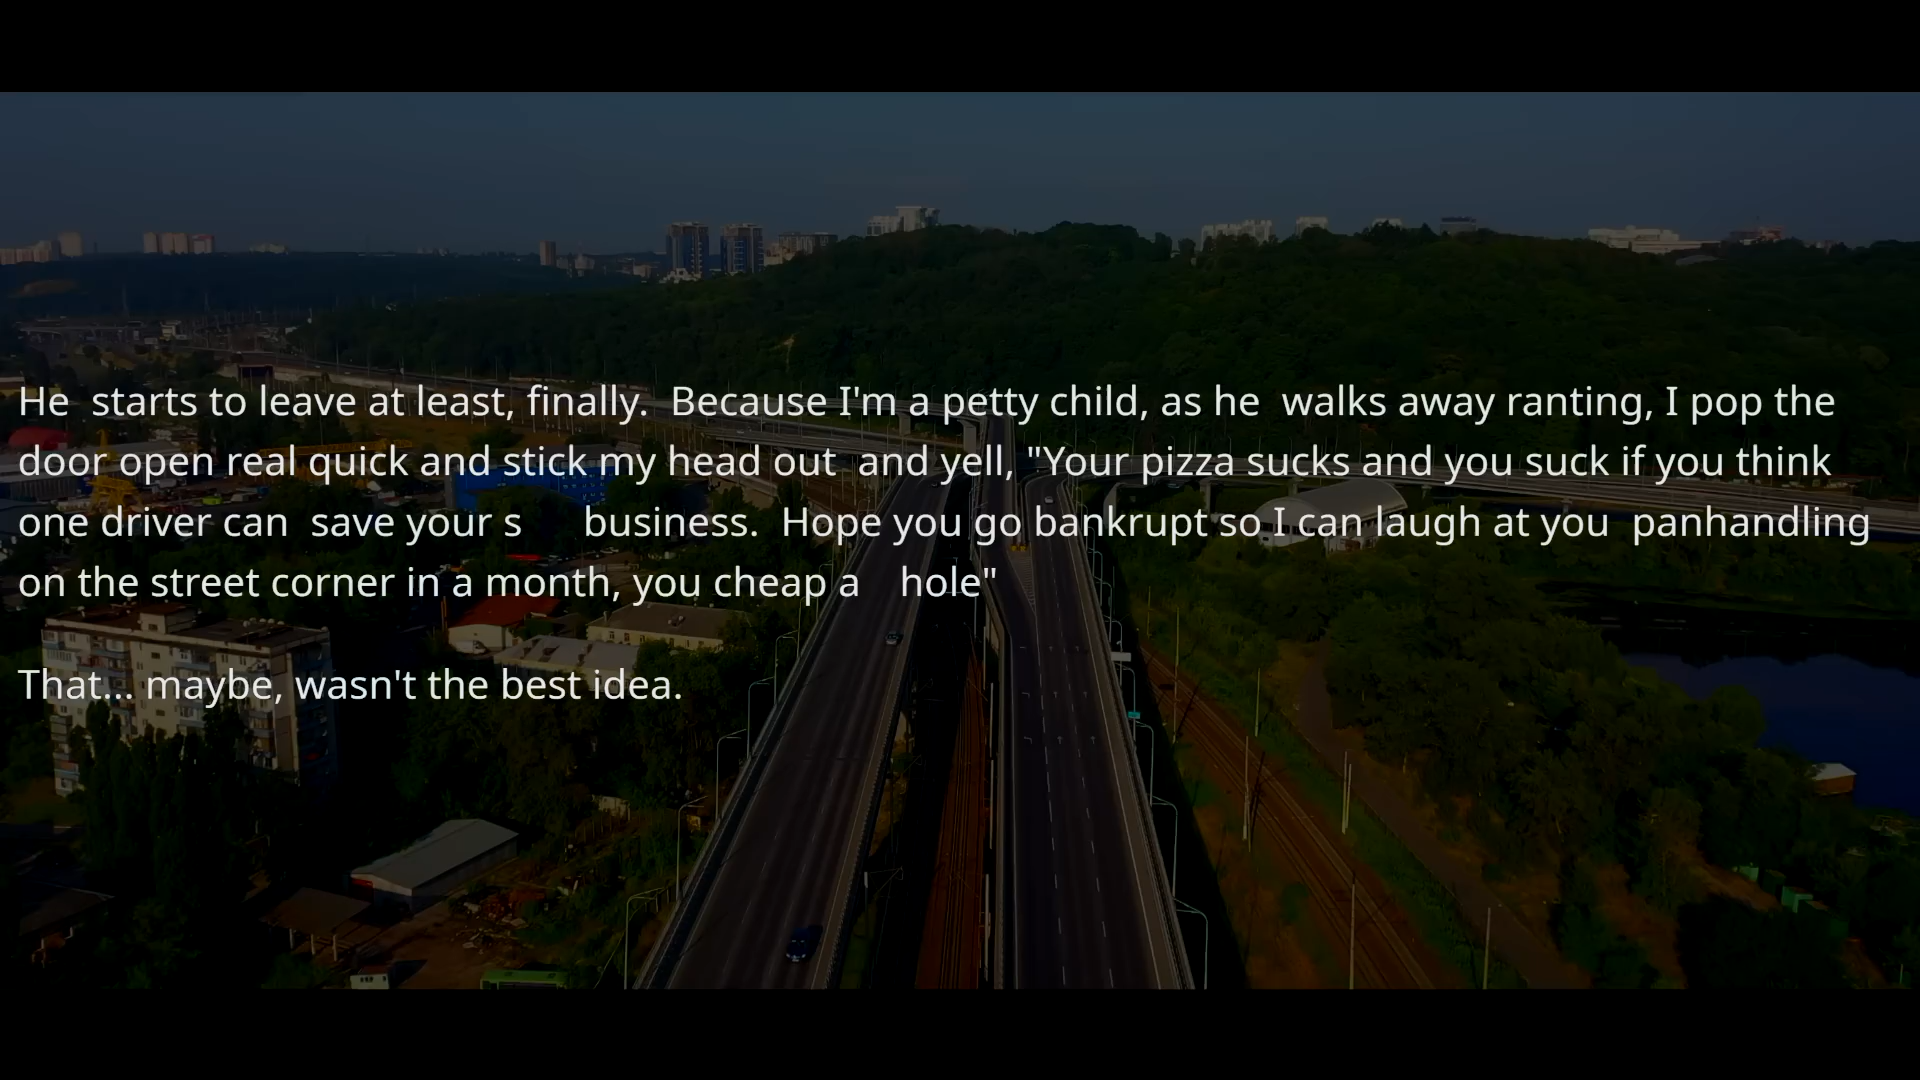 He starts to leave at least, finally. Because I'm a petty child, as he walks away ranting, I pop the
door open real quick and stick my head out and yell, "Your pizza sucks and you suck if you think
one driver can save your s business. Hope you go bankrupt so I can laugh at you panhandling
on the street corner in a month, you cheap a hole"
That... maybe, wasn't the best idea.